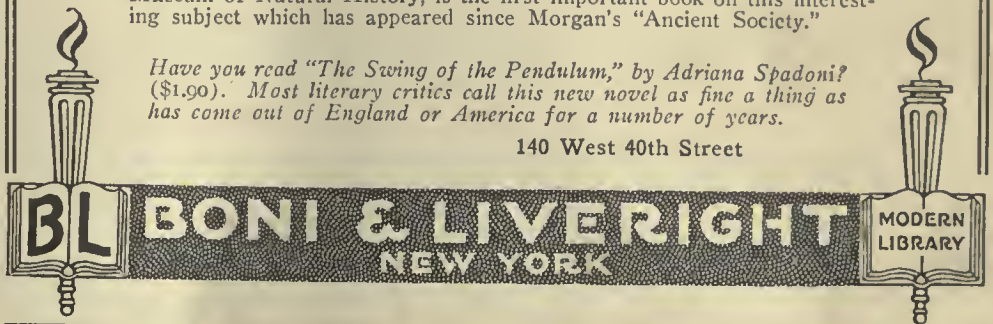 Museum of Natural History, is the first important book on this interest-
ing subject which has appeared since Morgan's "Ancient Society."
Have you read "The Swing of the Pendulum," by Adriana Spadoni?
($1.90). Most literary critics call this new novel as fine a thing as
has come out of England or America for a number of years.
140 West 40th Street
BL BONI & LIVERIGHT
NEW YORK
MODERN
LIBRARY